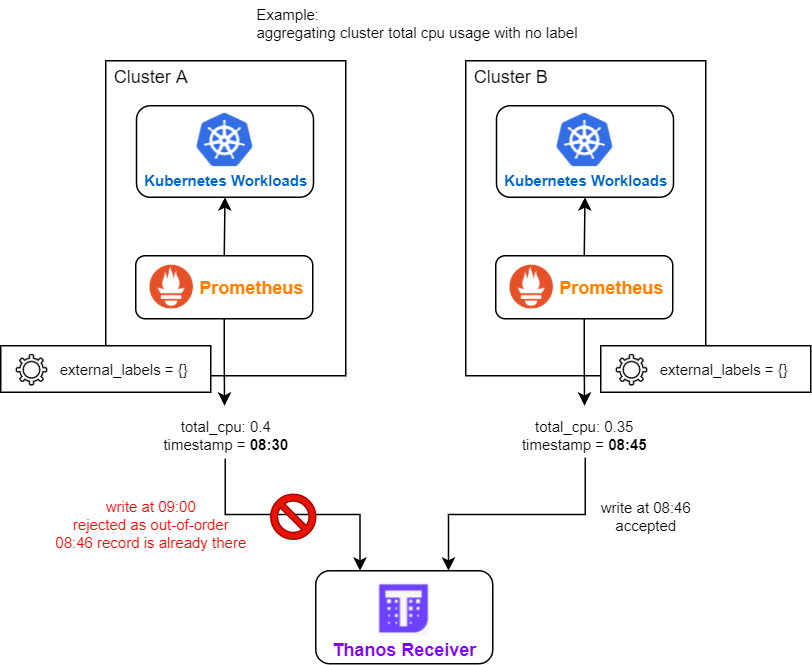 Example:
aggregating cluster total cpu usage with no label
Cluster A
Kubernetes Workloads
Prometheus
external_labels = {}
total_cpu: 0.4
timestamp = 08:30
write at 09:00
rejected as out-of-order
08:46 record is already there
Cluster B
Kubernetes Workloads
Prometheus
external_labels = {}
total_cpu: 0.35
timestamp = 08:45
write at 08:46
accepted
Thanos Receiver